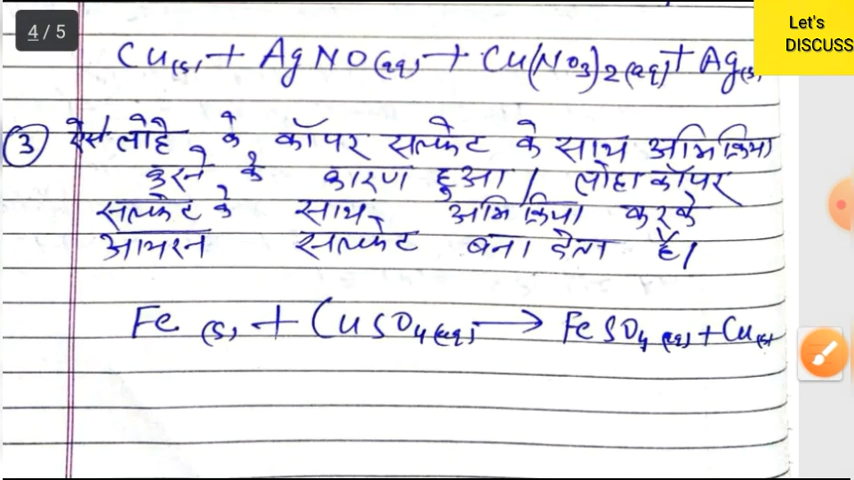 4/5
Let's
DISCUSS
Cu(s) + AgNO(aq) + Cu(NO3)2(aq) + Ag(s)
③ ऐसे लोहे के कॉपर सल्फेट के साथ अभिक्रिया
करने के कारण हुआ। लोहा कॉपर
सल्फेट के साथ अभिक्रिया करके
आयरन सल्फेट बना देता है।
Fe(s) + CuSO4(aq) → FeSO4(aq) + Cu(s)